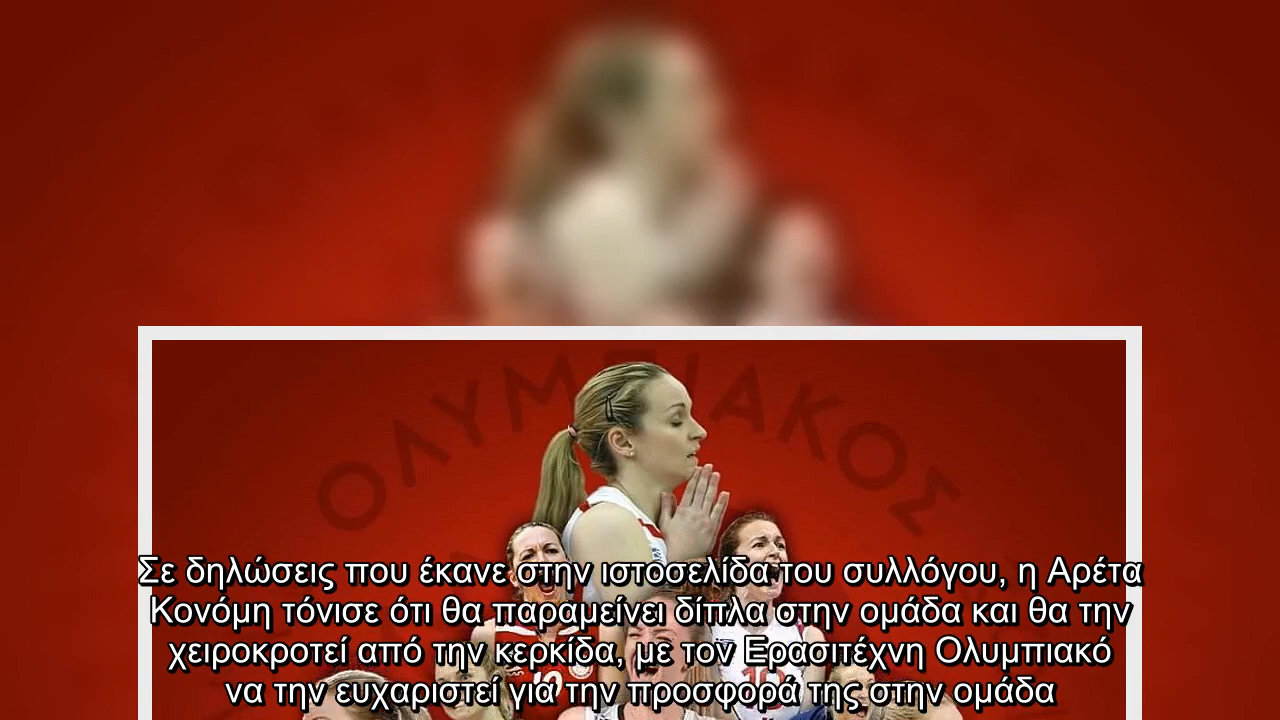 ΟΛΥΜΠΙΑΚΟΣ
Σε δηλώσεις που έκανε στην ιστοσελίδα του συλλόγου, η Αρέτα
Κονόμη τόνισε ότι θα παραμείνει δίπλα στην ομάδα και θα την
χειροκροτεί από την κερκίδα, με τον Ερασιτέχνη Ολυμπιακό
να την ευχαριστεί για την προσφορά της στην ομάδα